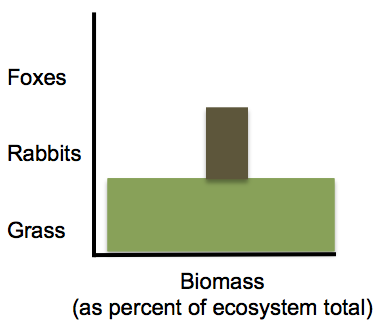 Foxes
Rabbits
Grass
Biomass
(as percent of ecosystem total)